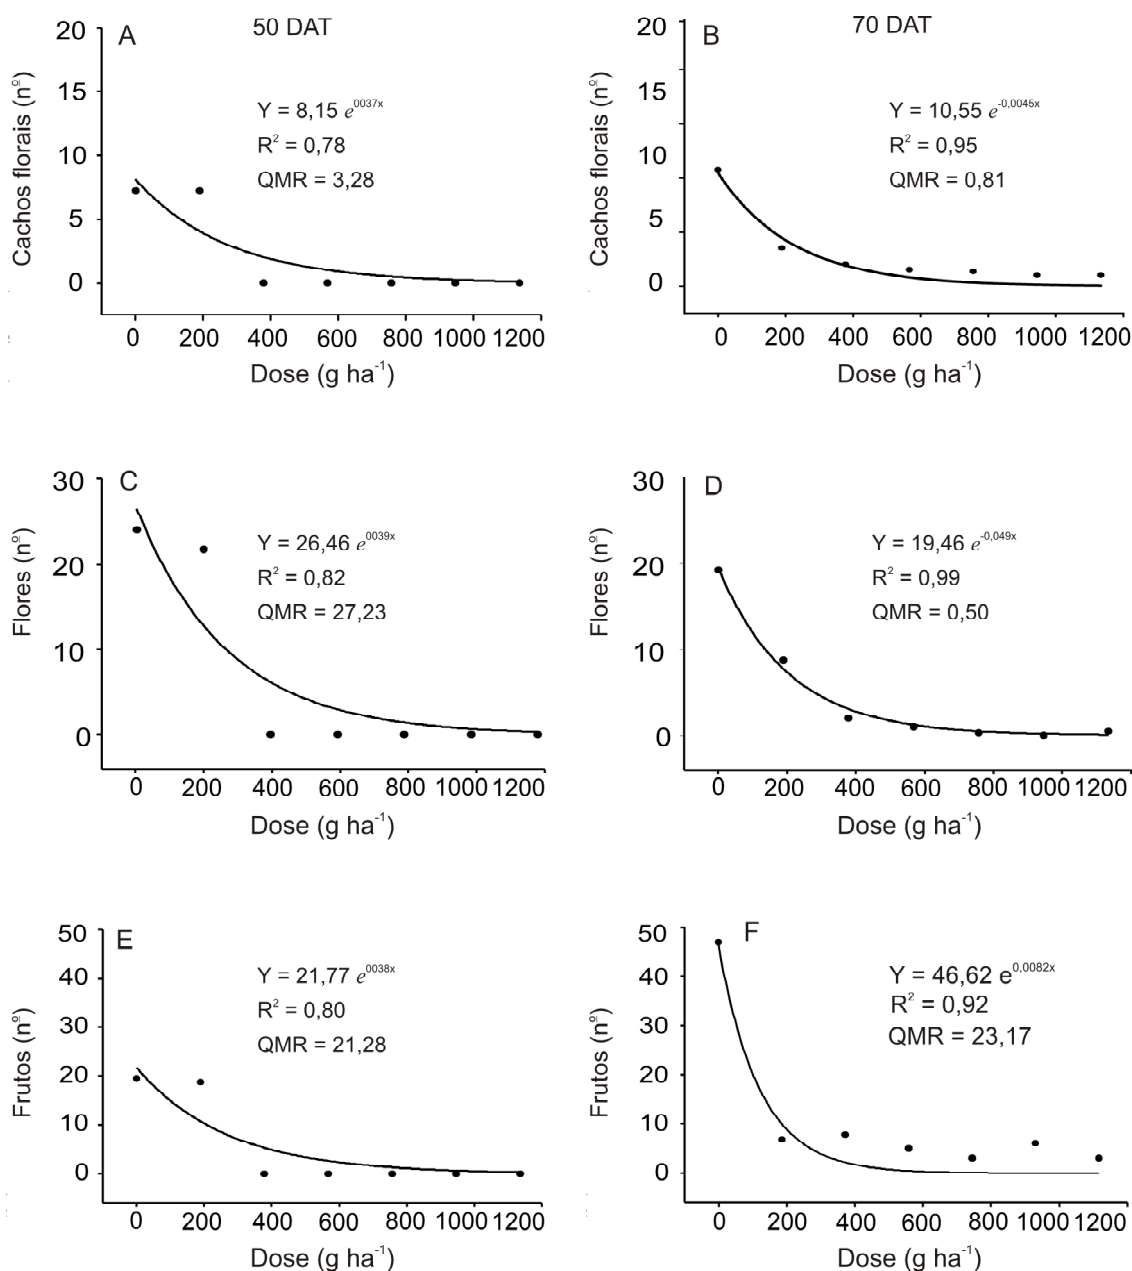 A 50 DAT
20
15
10
5
0
Cachos florais (nº)
Y = 8,15 e^0037x
R² = 0,78
QMR = 3,28
0 200 400 600 800 1000 1200
Dose (g ha⁻¹)
B 70 DAT
20
15
10
5
0
Cachos florais (nº)
Y = 10,55 e^-0,0045x
R² = 0,95
QMR = 0,81
0 200 400 600 800 1000 1200
Dose (g ha⁻¹)
C
30
20
10
0
Flores (nº)
Y = 26,46 e^0039x
R² = 0,82
QMR = 27,23
0 200 400 600 800 1000 1200
Dose (g ha⁻¹)
D
30
20
10
0
Flores (nº)
Y = 19,46 e^-0,049x
R² = 0,99
QMR = 0,50
0 200 400 600 800 1000 1200
Dose (g ha⁻¹)
E
50
40
30
20
10
0
Frutos (nº)
Y = 21,77 e^0038x
R² = 0,80
QMR = 21,28
0 200 400 600 800 1000 1200
Dose (g ha⁻¹)
F
50
40
30
20
10
0
Frutos (nº)
Y = 46,62 e^0,0082x
R² = 0,92
QMR = 23,17
0 200 400 600 800 1000 1200
Dose (g ha⁻¹)